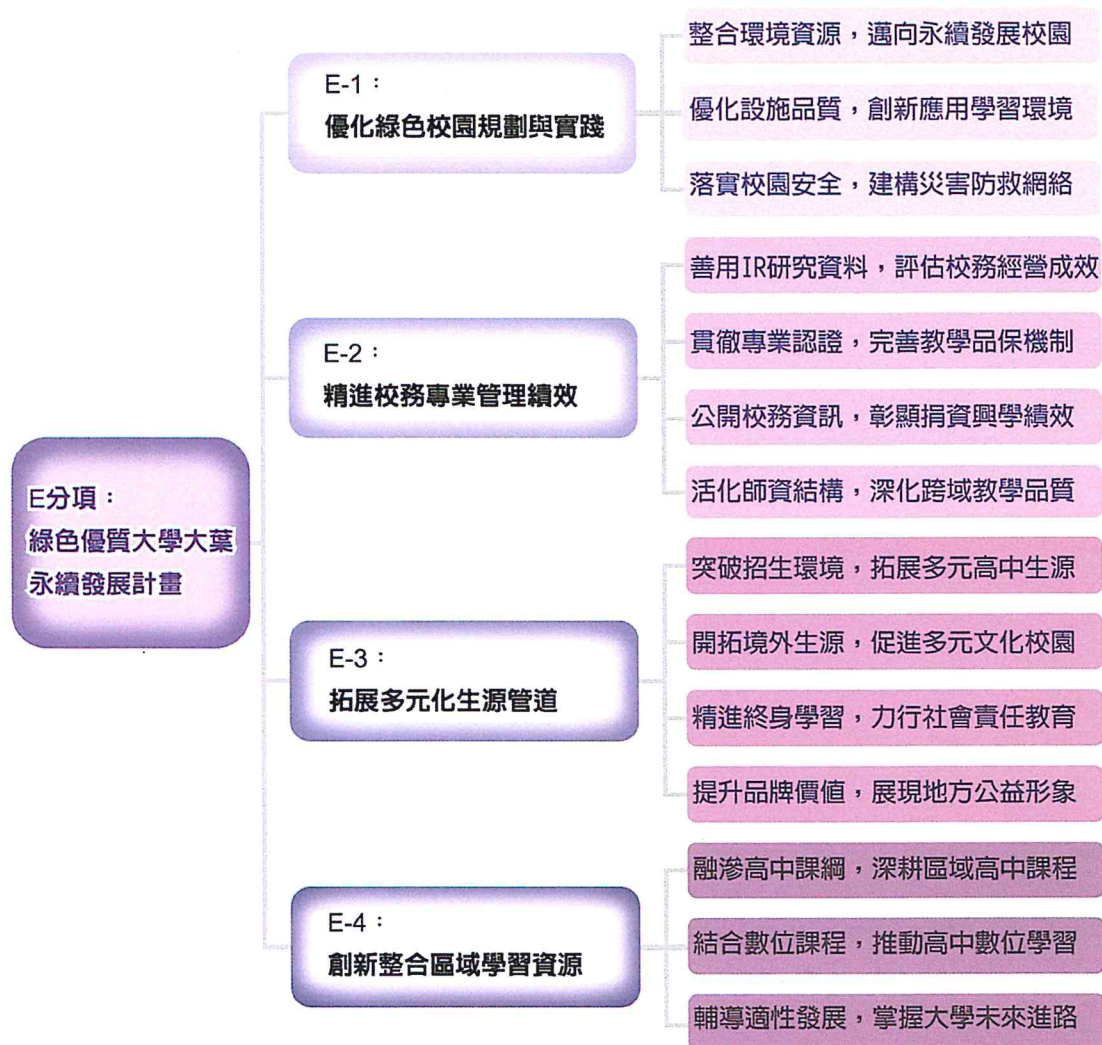 E分項：
綠色優質大學大葉
永續發展計畫
E-1：
優化綠色校園規劃與實踐
整合環境資源，邁向永續發展校園
優化設施品質，創新應用學習環境
落實校園安全，建構災害防救網絡
E-2：
精進校務專業管理績效
善用IR研究資料，評估校務經營成效
貫徹專業認證，完善教學品保機制
公開校務資訊，彰顯捐資興學績效
活化師資結構，深化跨域教學品質
E-3：
拓展多元化生源管道
突破招生環境，拓展多元高中生源
開拓境外生源，促進多元文化校園
精進終身學習，力行社會責任教育
提升品牌價值，展現地方公益形象
E-4：
創新整合區域學習資源
融滲高中課綱，深耕區域高中課程
結合數位課程，推動高中數位學習
輔導適性發展，掌握大學未來進路